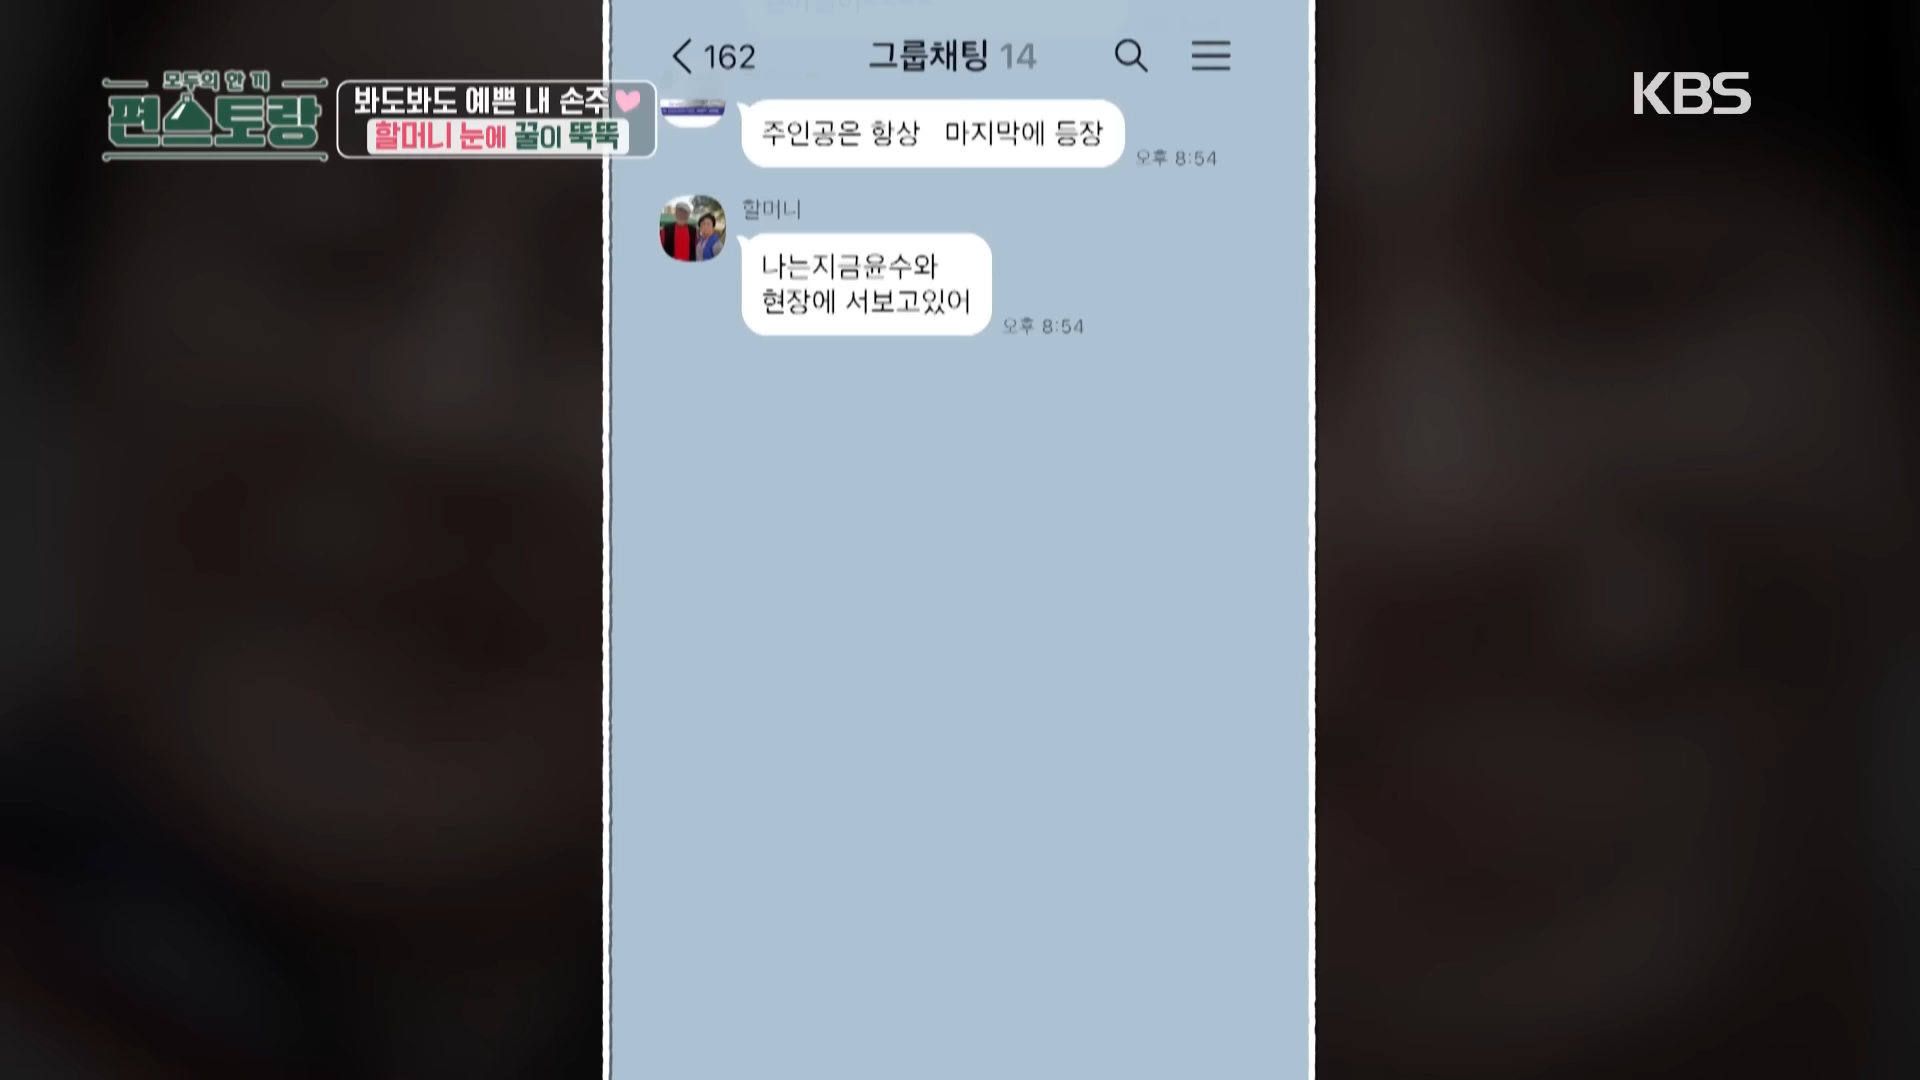 162
그룹채팅 14
모두의 한 끼
편스토랑
봐도봐도 예쁜 내 손주
할머니 눈에 꿀이 뚝뚝
KBS
주인공은 항상 마지막에 등장
오후 8:54
할머니
나는지금윤수와
현장에 서보고있어
오후 8:54